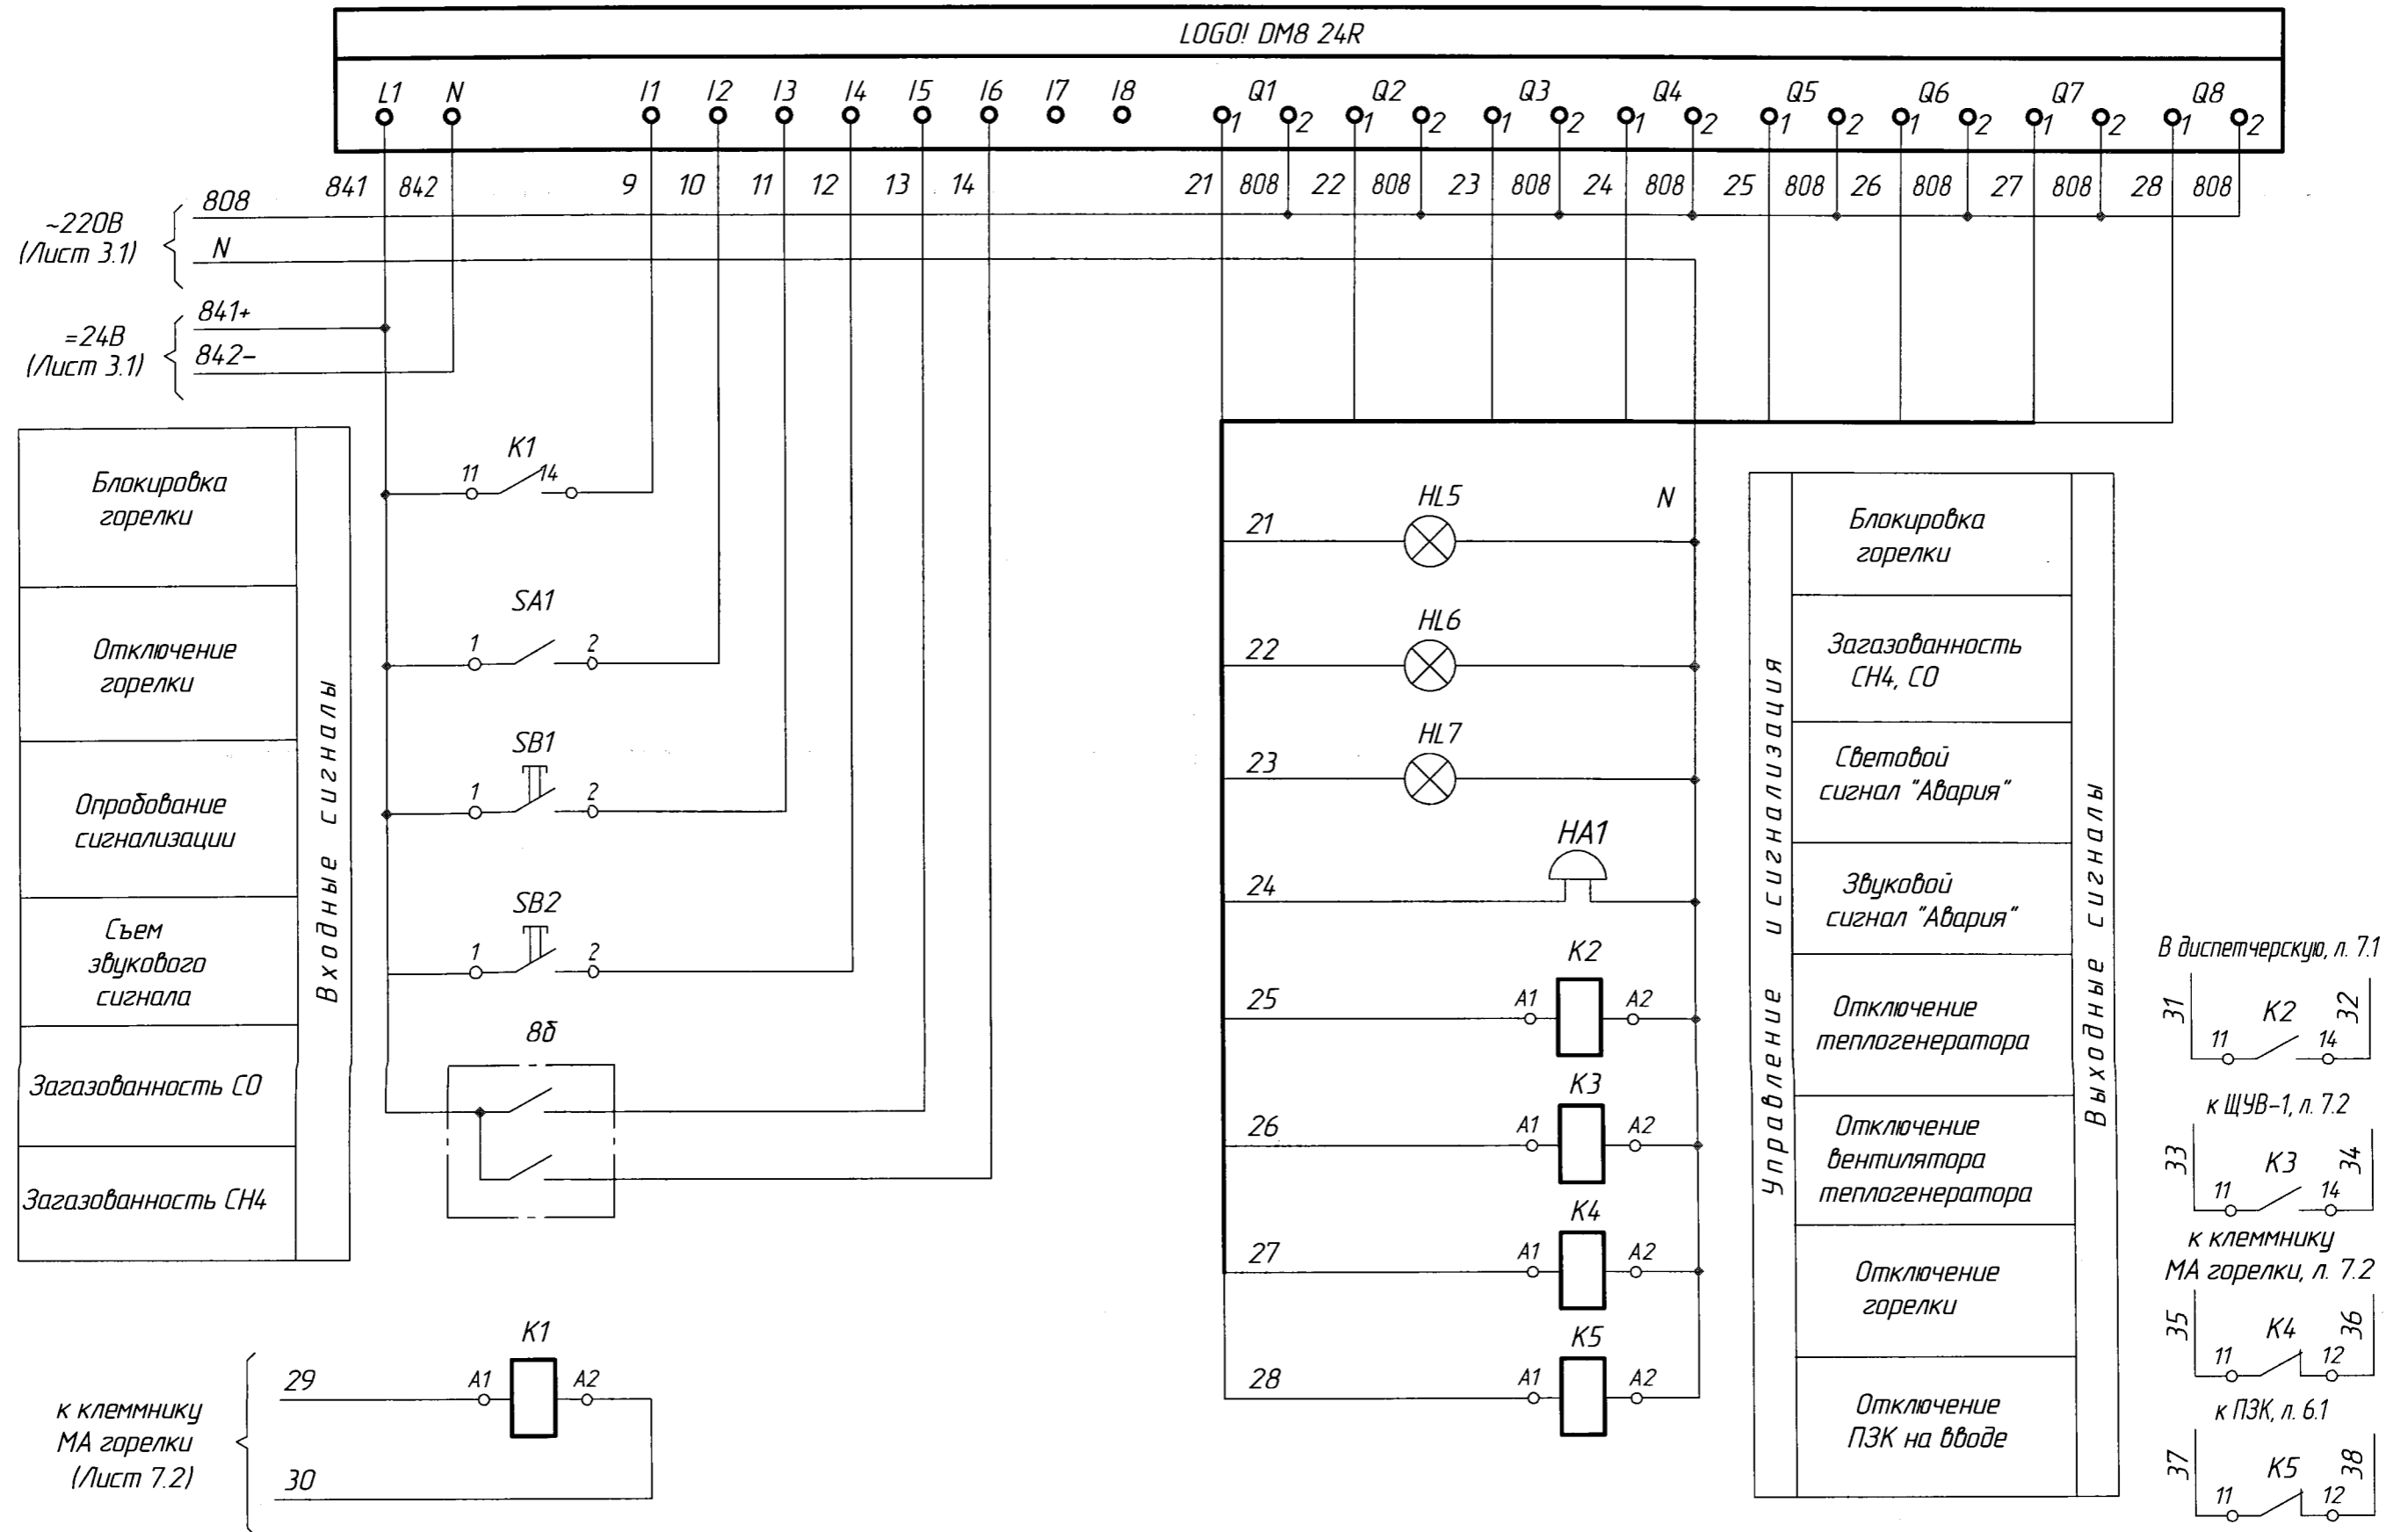 LOGO! DM8 24R
L1 N I1 I2 I3 I4 I5 I6 I7 I8 Q1 Q2 Q3 Q4 Q5 Q6 Q7 Q8
1 2 1 2 1 2 1 2 1 2 1 2 1 2 1 2
841 842 9 10 11 12 13 14 21 808 22 808 23 808 24 808 25 808 26 808 27 808 28 808
~220В
(Лист 3.1)
808
N
=24В
(Лист 3.1)
841+
842-
Блокировка
горелки
Отключение
горелки
Опробование
сигнализации
Съем
звукового
сигнала
Загазованность СО
Загазованность СН4
Входные сигналы
K1
11 14
SA1
1 2
SB1
1 2
SB2
1 2
8б
к клеммнику
МА горелки
(Лист 7.2)
29
30
K1
A1 A2
N
21 HL5
22 HL6
23 HL7
24 HA1
25 A1 K2 A2
26 A1 K3 A2
27 A1 K4 A2
28 A1 K5 A2
Управление и сигнализация
Блокировка
горелки
Загазованность
СН4, СО
Световой
сигнал "Авария"
Звуковой
сигнал "Авария"
Отключение
теплогенератора
Отключение
вентилятора
теплогенератора
Отключение
горелки
Отключение
ПЗК на вводе
Выходные сигналы
В диспетчерскую, л. 7.1
31 K2 32
11 14
к ЩУВ-1, л. 7.2
33 K3 34
11 14
к клеммнику
МА горелки, л. 7.2
35 K4 36
11 12
к ПЗК, л. 6.1
37 K5 38
11 12